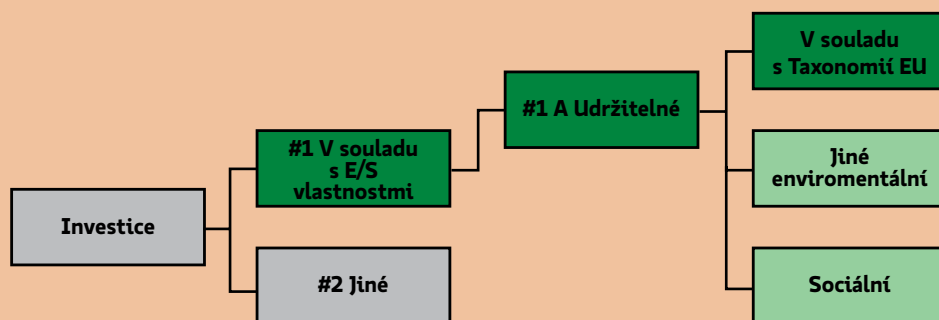 Investice
#1 V souladu
s E/S
vlastnostmi
#2 Jiné
#1 A Udržitelné
V souladu
s Taxonomií EU
Jiné
enviromentální
Sociální